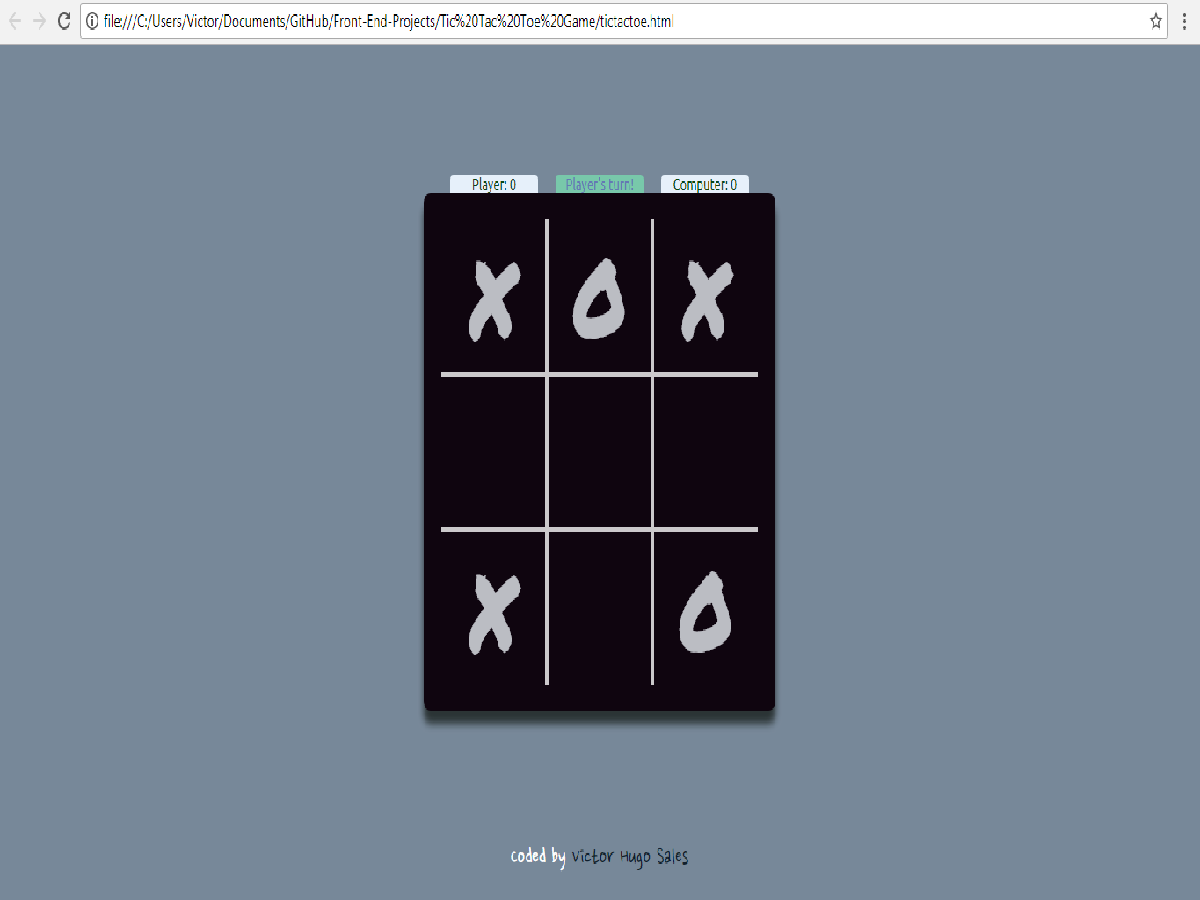 file:///C:/Users/Victor/Documents/GitHub/Front-End-Projects/Tic%20Tac%20Toe%20Game/tictactoe.html
Player: 0 Player's turn! Computer: 0
X O X
X O
Coded by Victor Hugo Sales